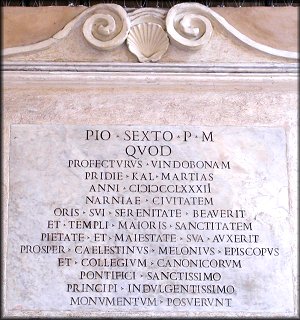 PIO · SEXTO · P · M
QVOD
PROFECTVRVS · VINDOBONAM
PRIDIE · KAL · MARTIAS
ANNI · CIↃIↃCCLXXXII
NARNIAE · CIVITATEM
ORIS · SVI · SERENITATE · BEAVERIT
ET · TEMPLI · MAIORIS · SANCTITATEM
PIETATE · ET · MAIESTATE · SVA · AVXERIT
PROSPER · CAELESTINVS · MELONIVS · EPISCOPVS
ET · COLLEGIVM · CANONICORVM
PONTIFICI · SANCTISSIMO
PRINCIPI · INDVLGENTISSIMO
MONVMENTVM · POSVERVNT